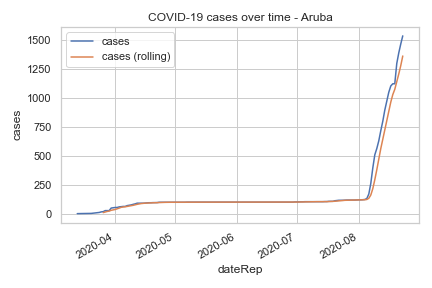 COVID-19 cases over time - Aruba
cases
cases (rolling)
1500
1250
1000
750
500
250
0
cases
2020-04
2020-05
2020-06
2020-07
2020-08
dateRep